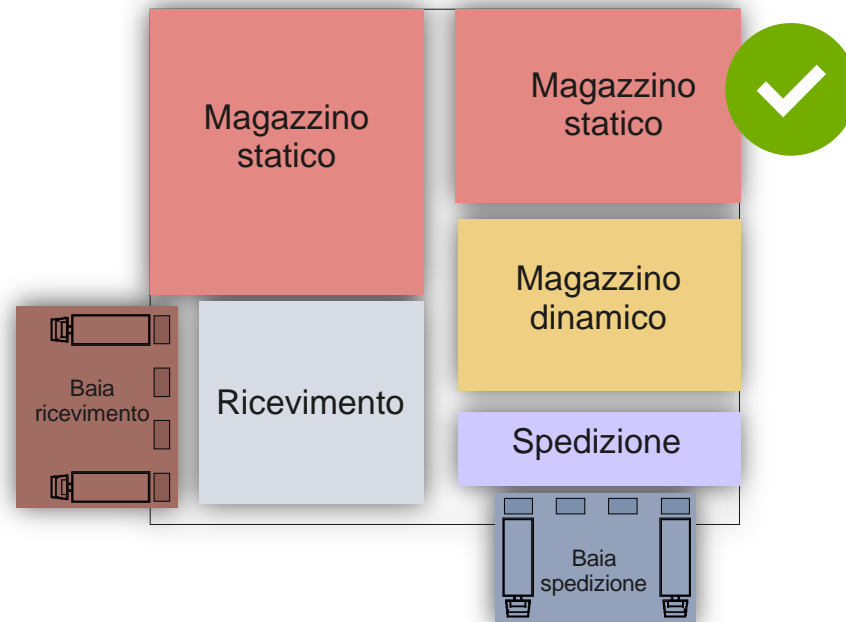 Magazzino
statico
Magazzino
statico
Magazzino
dinamico
Baia
ricevimento
Ricevimento
Spedizione
Baia
spedizione